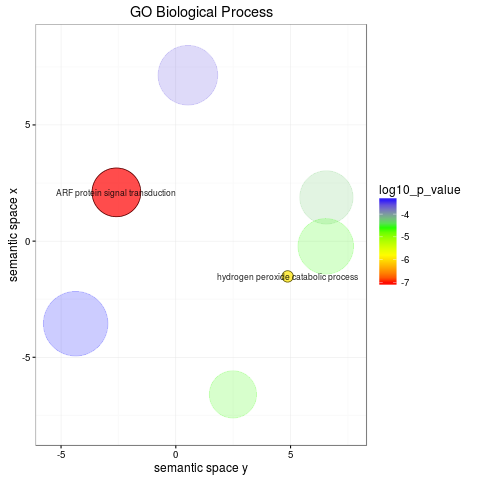 GO Biological Process
semantic space x
5
0
-5
ARF protein signal transduction
hydrogen peroxide catabolic process
-5
0
5
semantic space y
log10_p_value
-4
-5
-6
-7